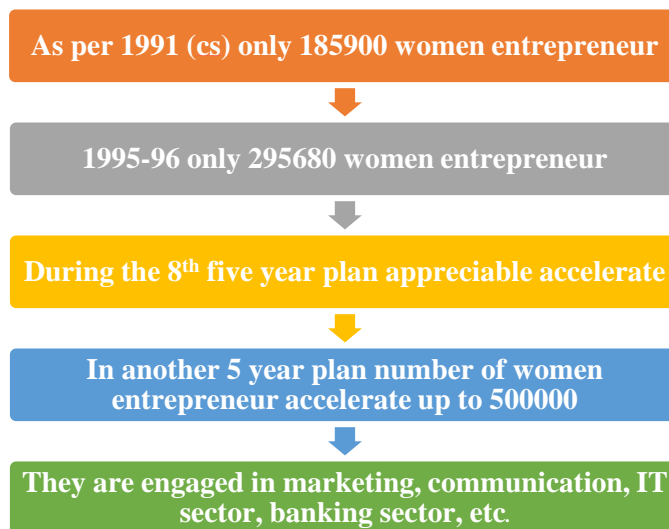 As per 1991 (cs) only 185900 women entrepreneur
1995-96 only 295680 women entrepreneur
During the 8th five year plan appreciable accelerate
In another 5 year plan number of women
entrepreneur accelerate up to 500000
They are engaged in marketing, communication, IT
sector, banking sector, etc.